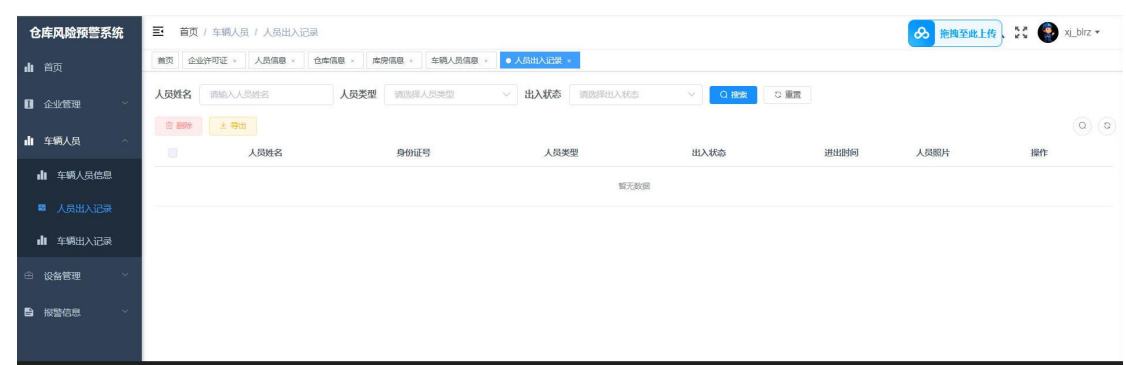 仓库风险预警系统
首页 / 车辆人员 / 人员出入记录
拖拽至此上传
xj_blrz
首页 企业许可证 × 人员信息 × 仓库信息 × 库房信息 × 车辆人员信息 × 人员出入记录 ×
人员姓名 请输入人员姓名 人员类型 请选择人员类型 出入状态 请选择出入状态 搜索 重置
删除 导出
人员姓名 身份证号 人员类型 出入状态 进出时间 人员照片 操作
暂无数据
首页
企业管理
车辆人员
车辆人员信息
人员出入记录
车辆出入记录
设备管理
报警信息